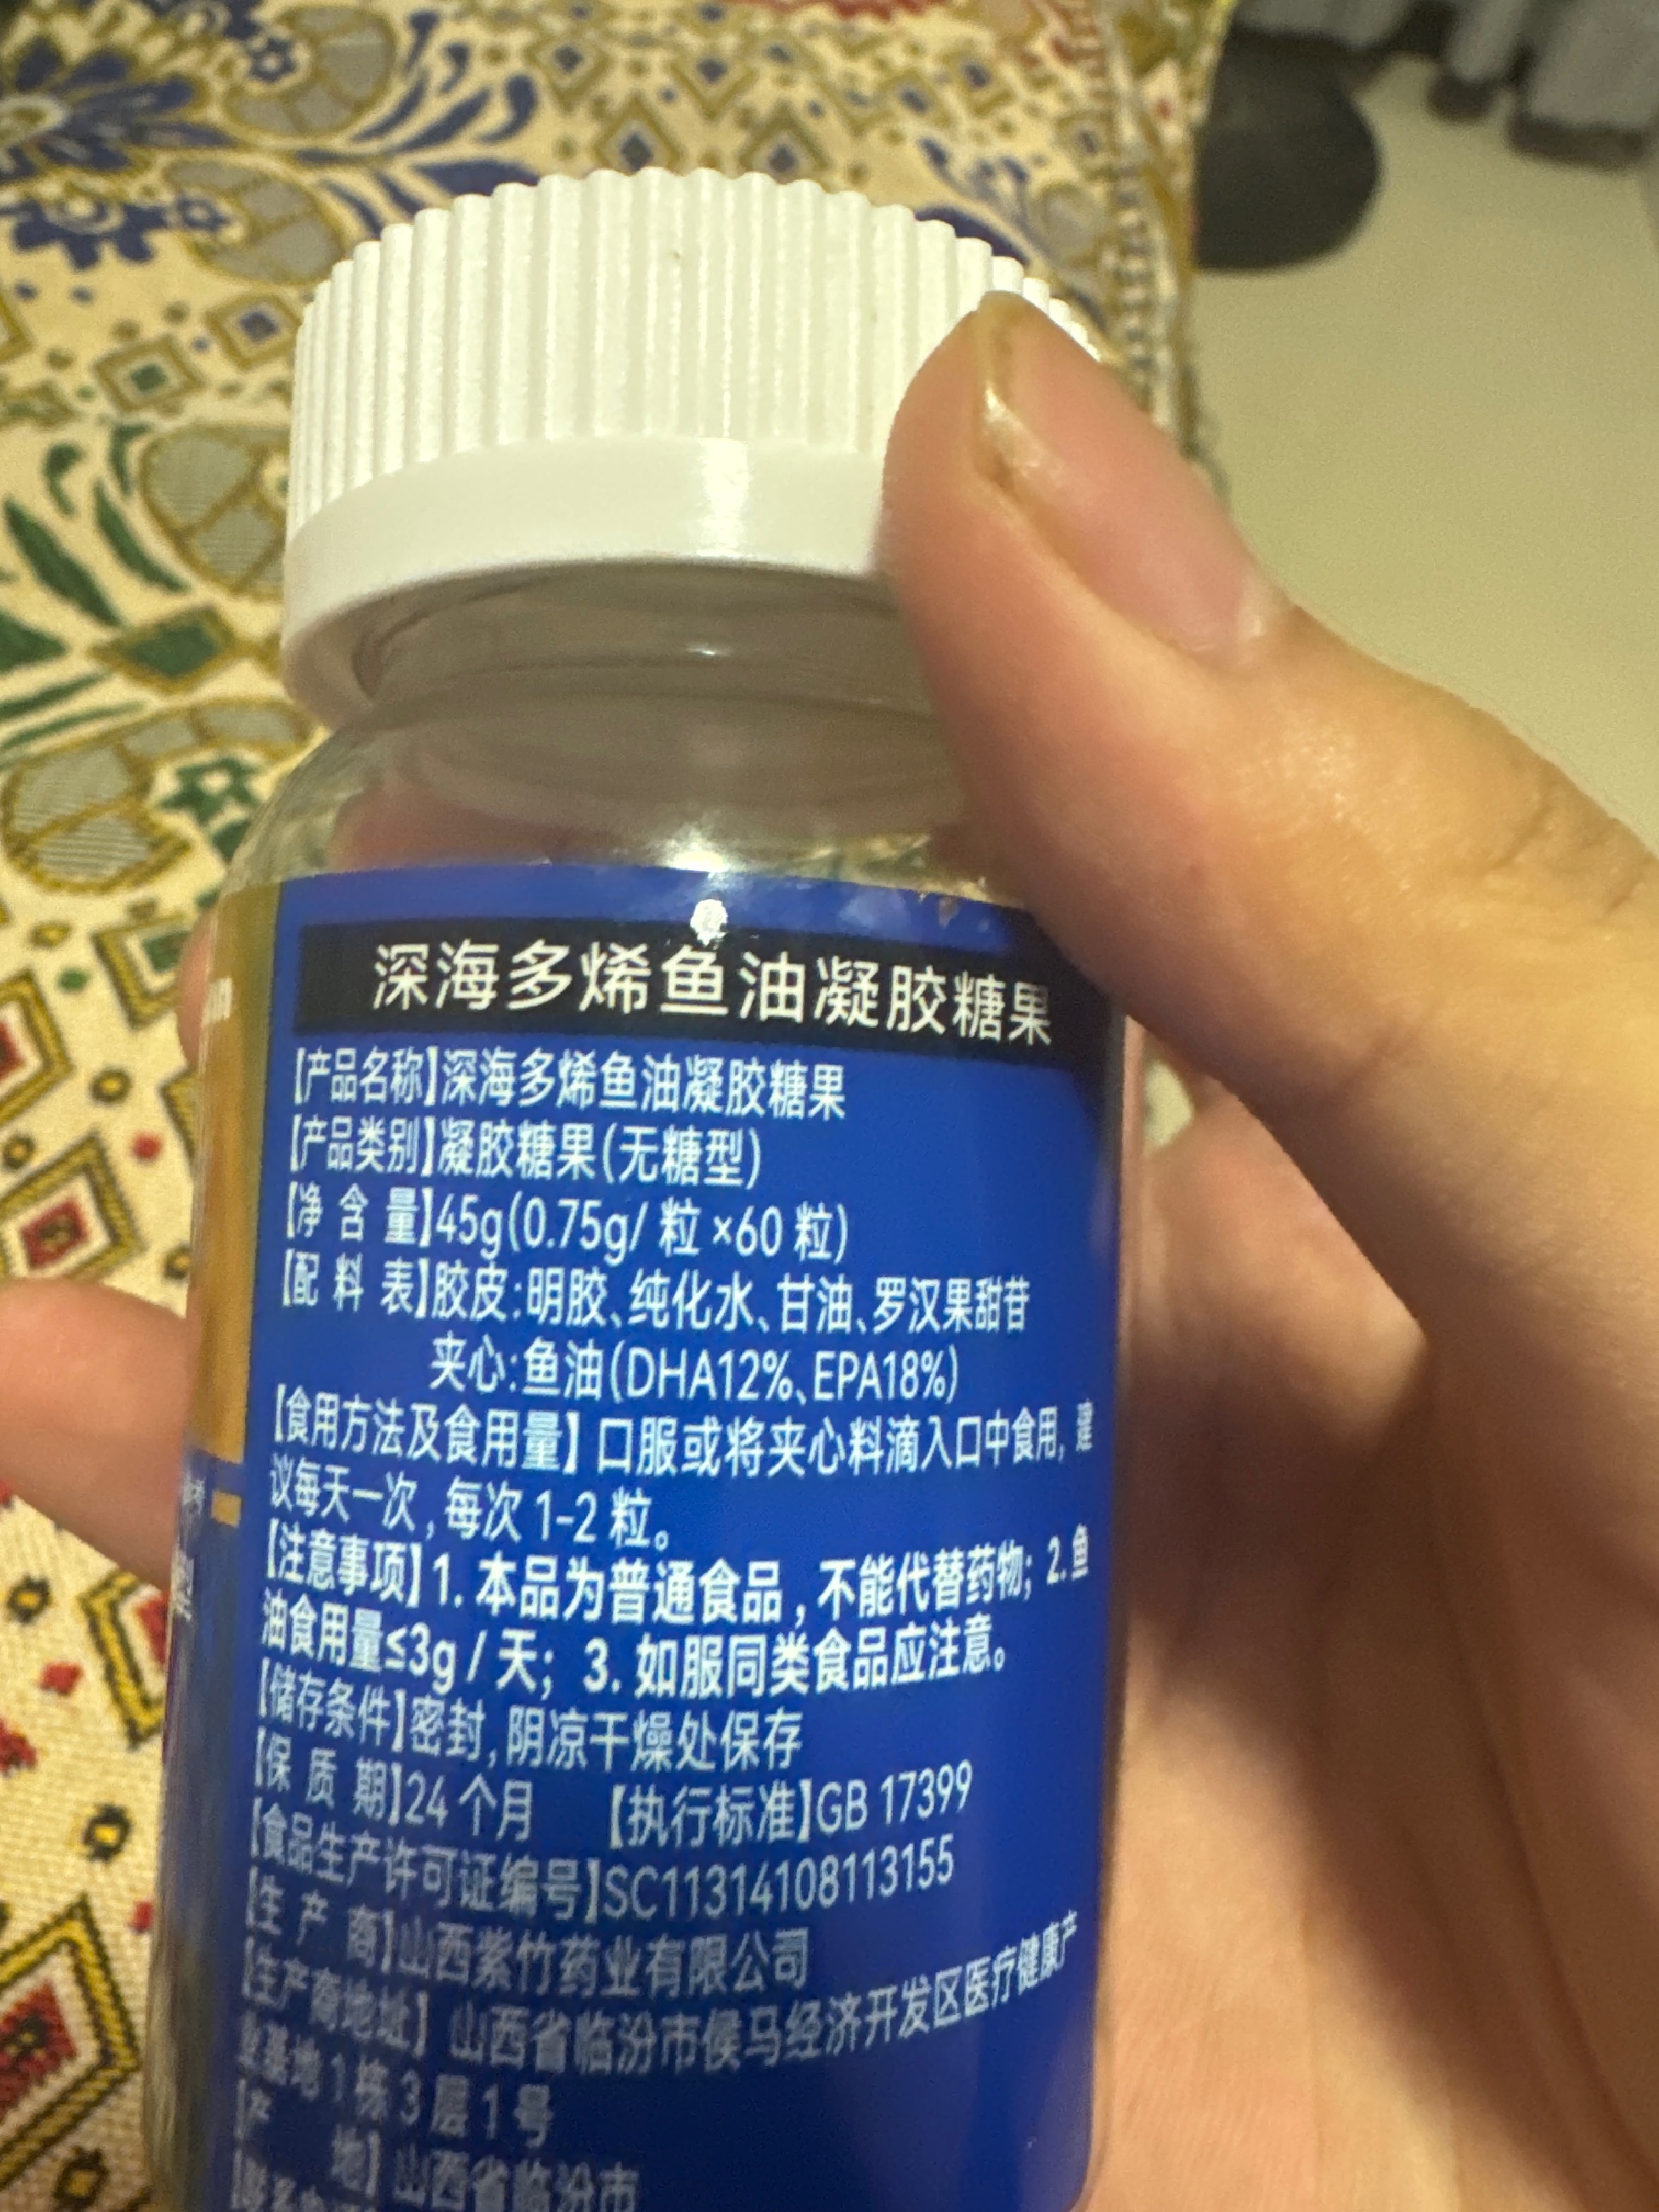 深海多烯鱼油凝胶糖果
【产品名称】深海多烯鱼油凝胶糖果
【产品类别】凝胶糖果(无糖型)
【净 含 量】45g(0.75g/ 粒 ×60 粒)
【配 料 表】胶皮:明胶、纯化水、甘油、罗汉果甜苷
夹心:鱼油(DHA12%、EPA18%)
【食用方法及食用量】口服或将夹心料滴入口中食用, 建
议每天一次, 每次 1-2 粒。
【注意事项】1. 本品为普通食品, 不能代替药物; 2. 鱼
油食用量≤3g / 天; 3. 如服同类食品应注意。
【储存条件】密封, 阴凉干燥处保存
【保 质 期】24 个月 【执行标准】GB 17399
【食品生产许可证编号】SC11314108113155
【生 产 商】山西紫竹药业有限公司
【生产商地址】山西省临汾市侯马经济开发区医疗健康产
业基地 1 栋 3 层 1 号
【产 地】山西省临汾市